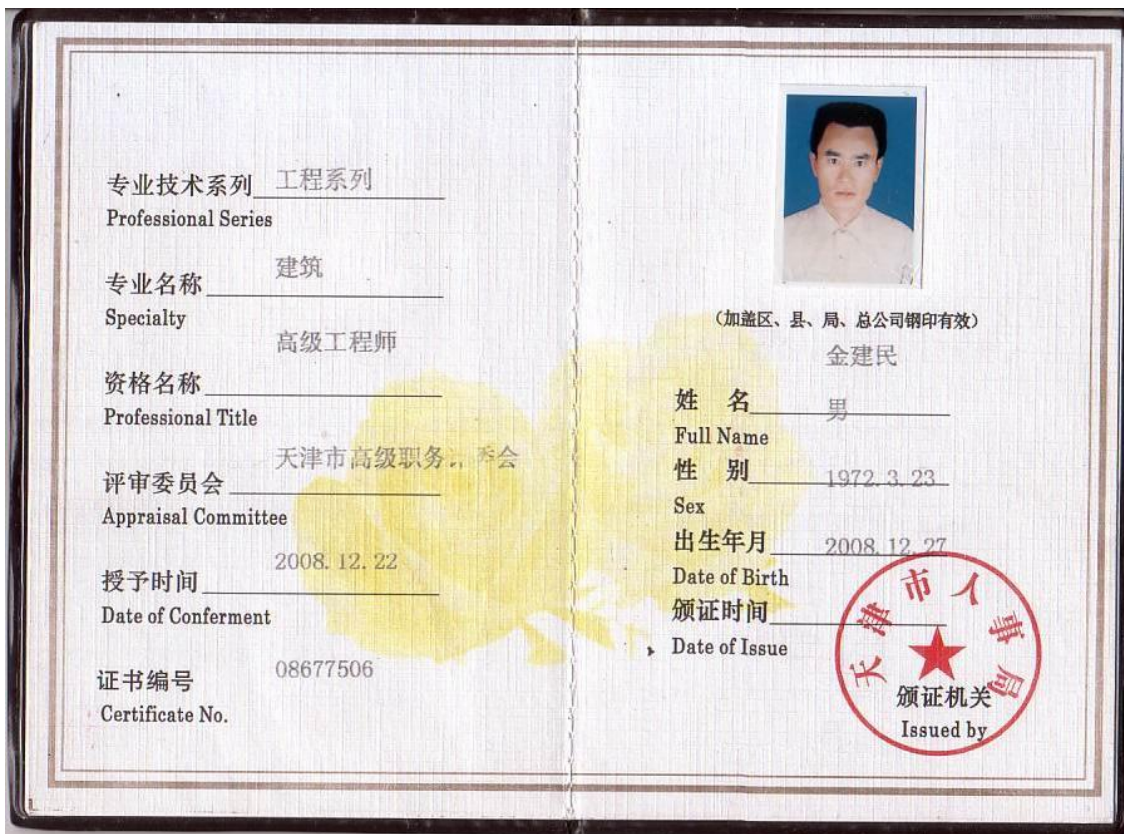 专业技术系列 工程系列
Professional Series
建筑
专业名称
Specialty
高级工程师
资格名称
Professional Title
天津市高级职务 委会
评审委员会
Appraisal Committee
2008.12.22
授予时间
Date of Conferment
08677506
证书编号
Certificate No.
(加盖区、县、局、总公司钢印有效)
金建民
姓 名
男
Full Name
性 别
1972.3.23
Sex
出生年月
2008.12.27
Date of Birth
颁证时间
Date of Issue
天津市人事局
颁证机关
Issued by